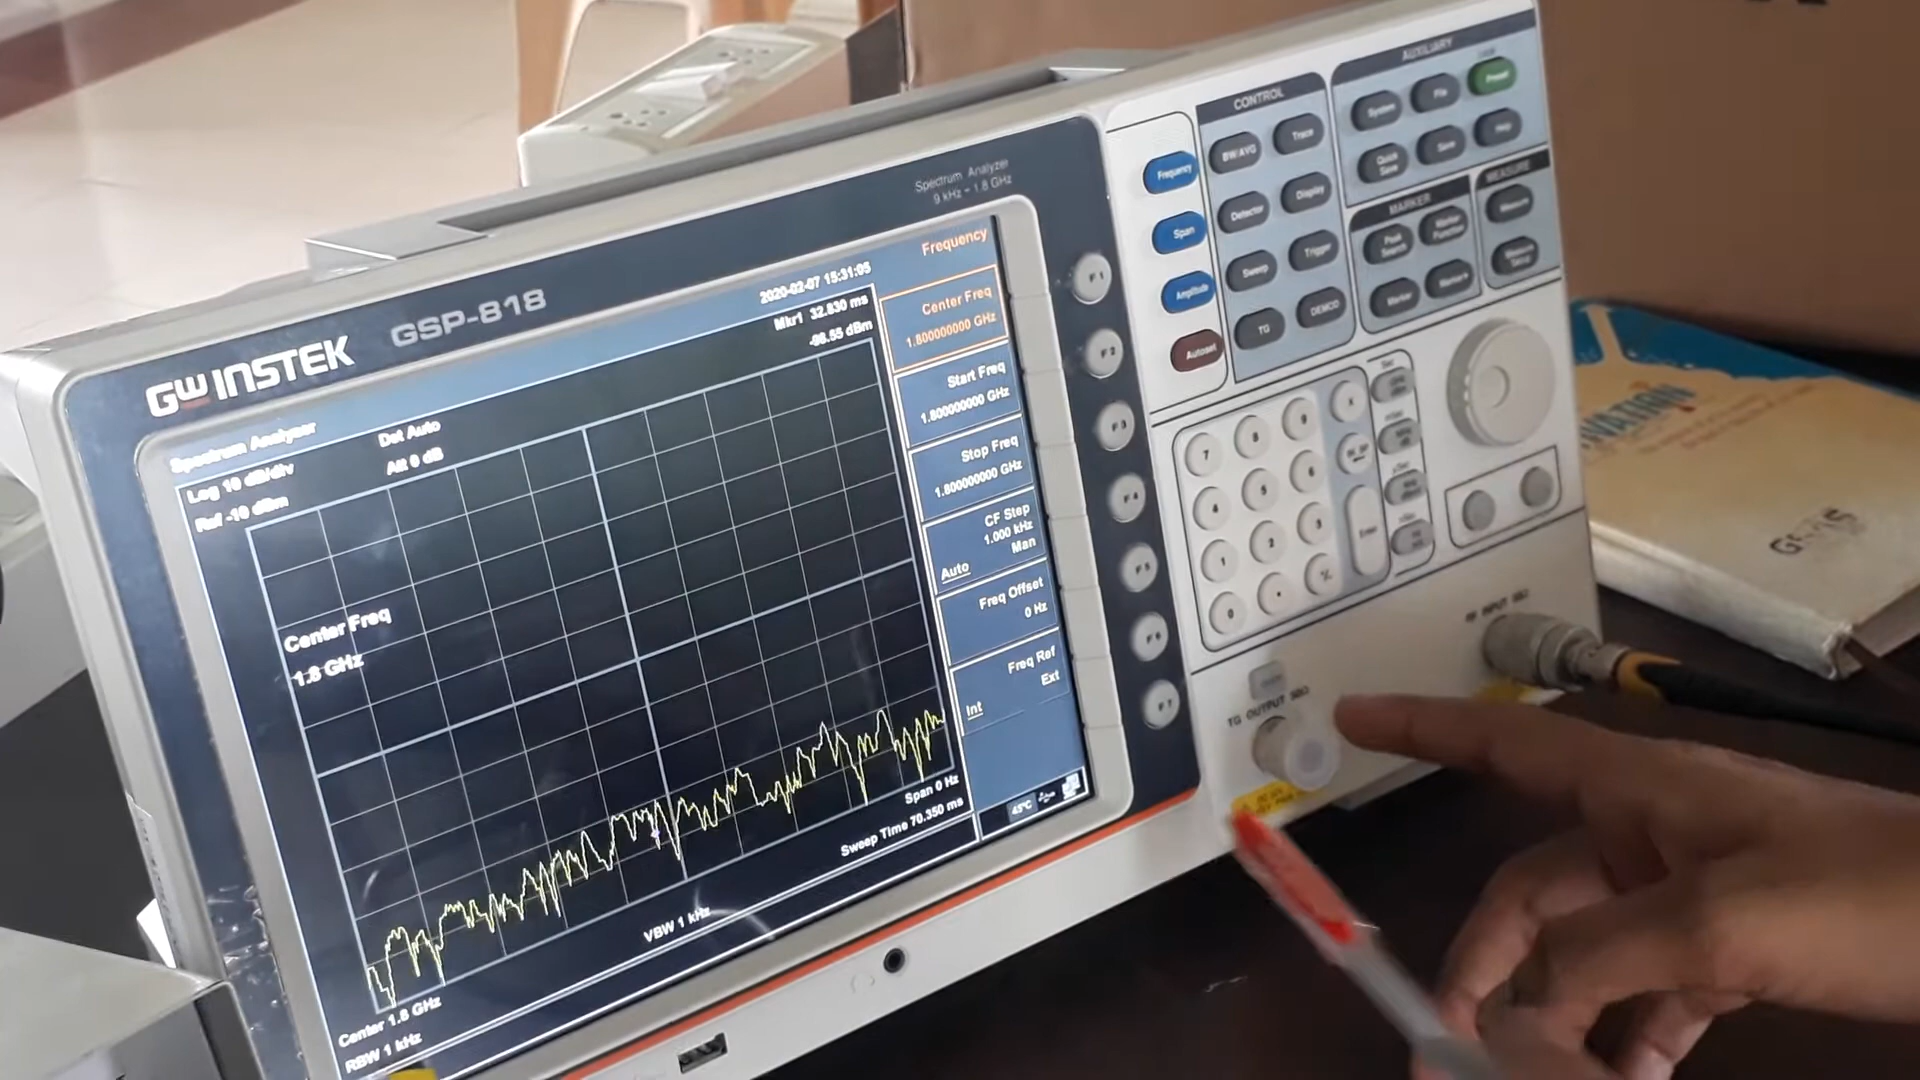 GW INSTEK
GSP-818
Spectrum Analyzer
9 kHz ~ 1.8 GHz
Spectrum Analyzer
Log 10 dB/div
Ref -10 dBm
Det Auto
Att 0 dB
2020-02-07 15:31:05
Mkr1 32.830 ms
-98.55 dBm
Center Freq
1.8 GHz
Center 1.8 GHz
RBW 1 kHz
VBW 1 kHz
Span 0 Hz
Sweep Time 70.350 ms
Frequency
Center Freq
1.800000000 GHz
Start Freq
1.800000000 GHz
Stop Freq
1.800000000 GHz
CF Step
1.000 kHz
Man
Auto
Freq Offset
0 Hz
Freq Ref
Ext
Int
45°C
F1
F2
F3
F4
F5
F6
F7
Frequency
Span
Amplitude
Autoset
CONTROL
BW/AVG
Trace
Detector
Display
Sweep
Trigger
TG
DEMOD
AUXILIARY
System
File
Preset
Quick Save
Save
Help
MARKER
Peak Search
Marker Function
Marker
Marker→
MEASURE
Measure
7 8 9
4 5 6
1 2 3
0 .
Enter
TG OUTPUT 50Ω
RF INPUT 50Ω